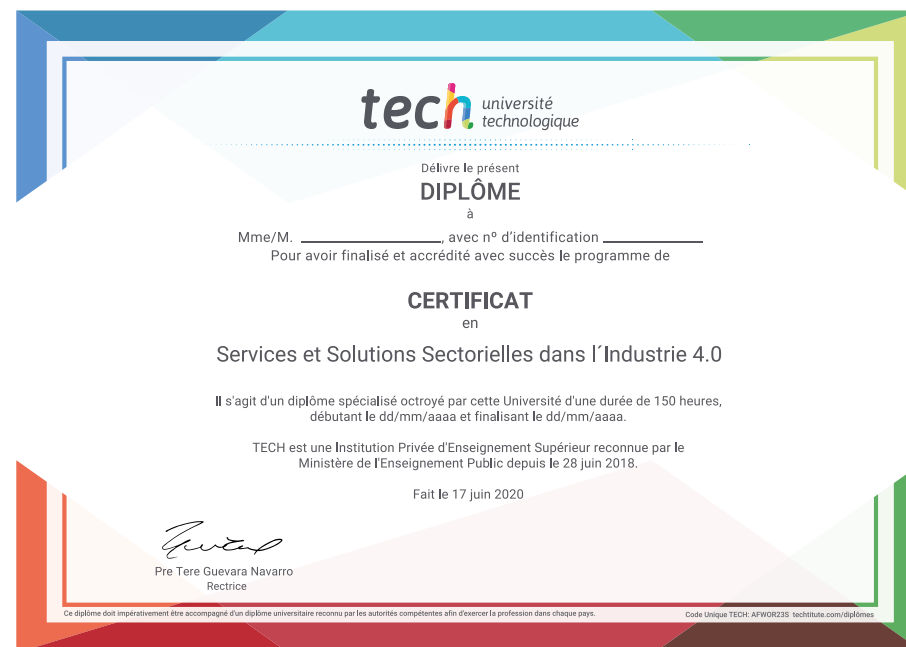 tech université
technologique
Délivre le présent
DIPLÔME
à
Mme/M. ____________________, avec nº d'identification ______________
Pour avoir finalisé et accrédité avec succès le programme de
CERTIFICAT
en
Services et Solutions Sectorielles dans l´Industrie 4.0
Il s'agit d'un diplôme spécialisé octroyé par cette Université d'une durée de 150 heures,
débutant le dd/mm/aaaa et finalisant le dd/mm/aaaa.
TECH est une Institution Privée d'Enseignement Supérieur reconnue par le
Ministère de l'Enseignement Public depuis le 28 juin 2018.
Fait le 17 juin 2020
Pre Tere Guevara Navarro
Rectrice
Ce diplôme doit impérativement être accompagné d'un diplôme universitaire reconnu par les autorités compétentes afin d'exercer la profession dans chaque pays.
Code Unique TECH: AFWOR23S techtitute.com/diplômes